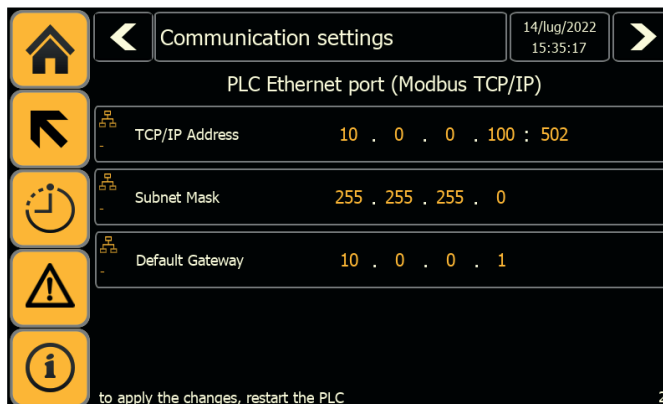 Communication settings
14/lug/2022
15:35:17
PLC Ethernet port (Modbus TCP/IP)
TCP/IP Address 10 . 0 . 0 . 100 : 502
-
Subnet Mask 255 . 255 . 255 . 0
-
Default Gateway 10 . 0 . 0 . 1
-
i
to apply the changes, restart the PLC
2